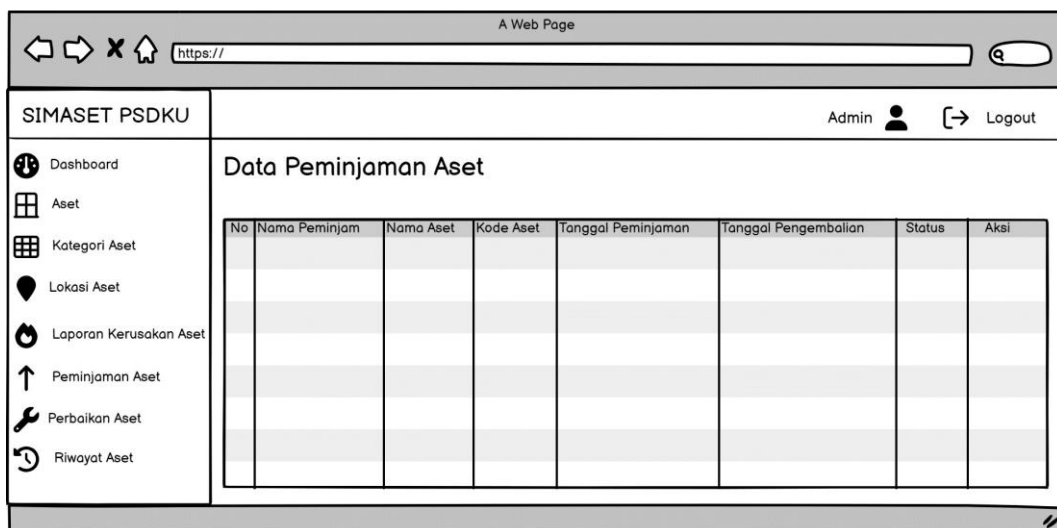 A Web Page
https://
SIMASET PSDKU
Admin
Logout
Dashboard
Aset
Kategori Aset
Lokasi Aset
Laporan Kerusakan Aset
Peminjaman Aset
Perbaikan Aset
Riwayat Aset
Data Peminjaman Aset
No Nama Peminjam Nama Aset Kode Aset Tanggal Peminjaman Tanggal Pengembalian Status Aksi